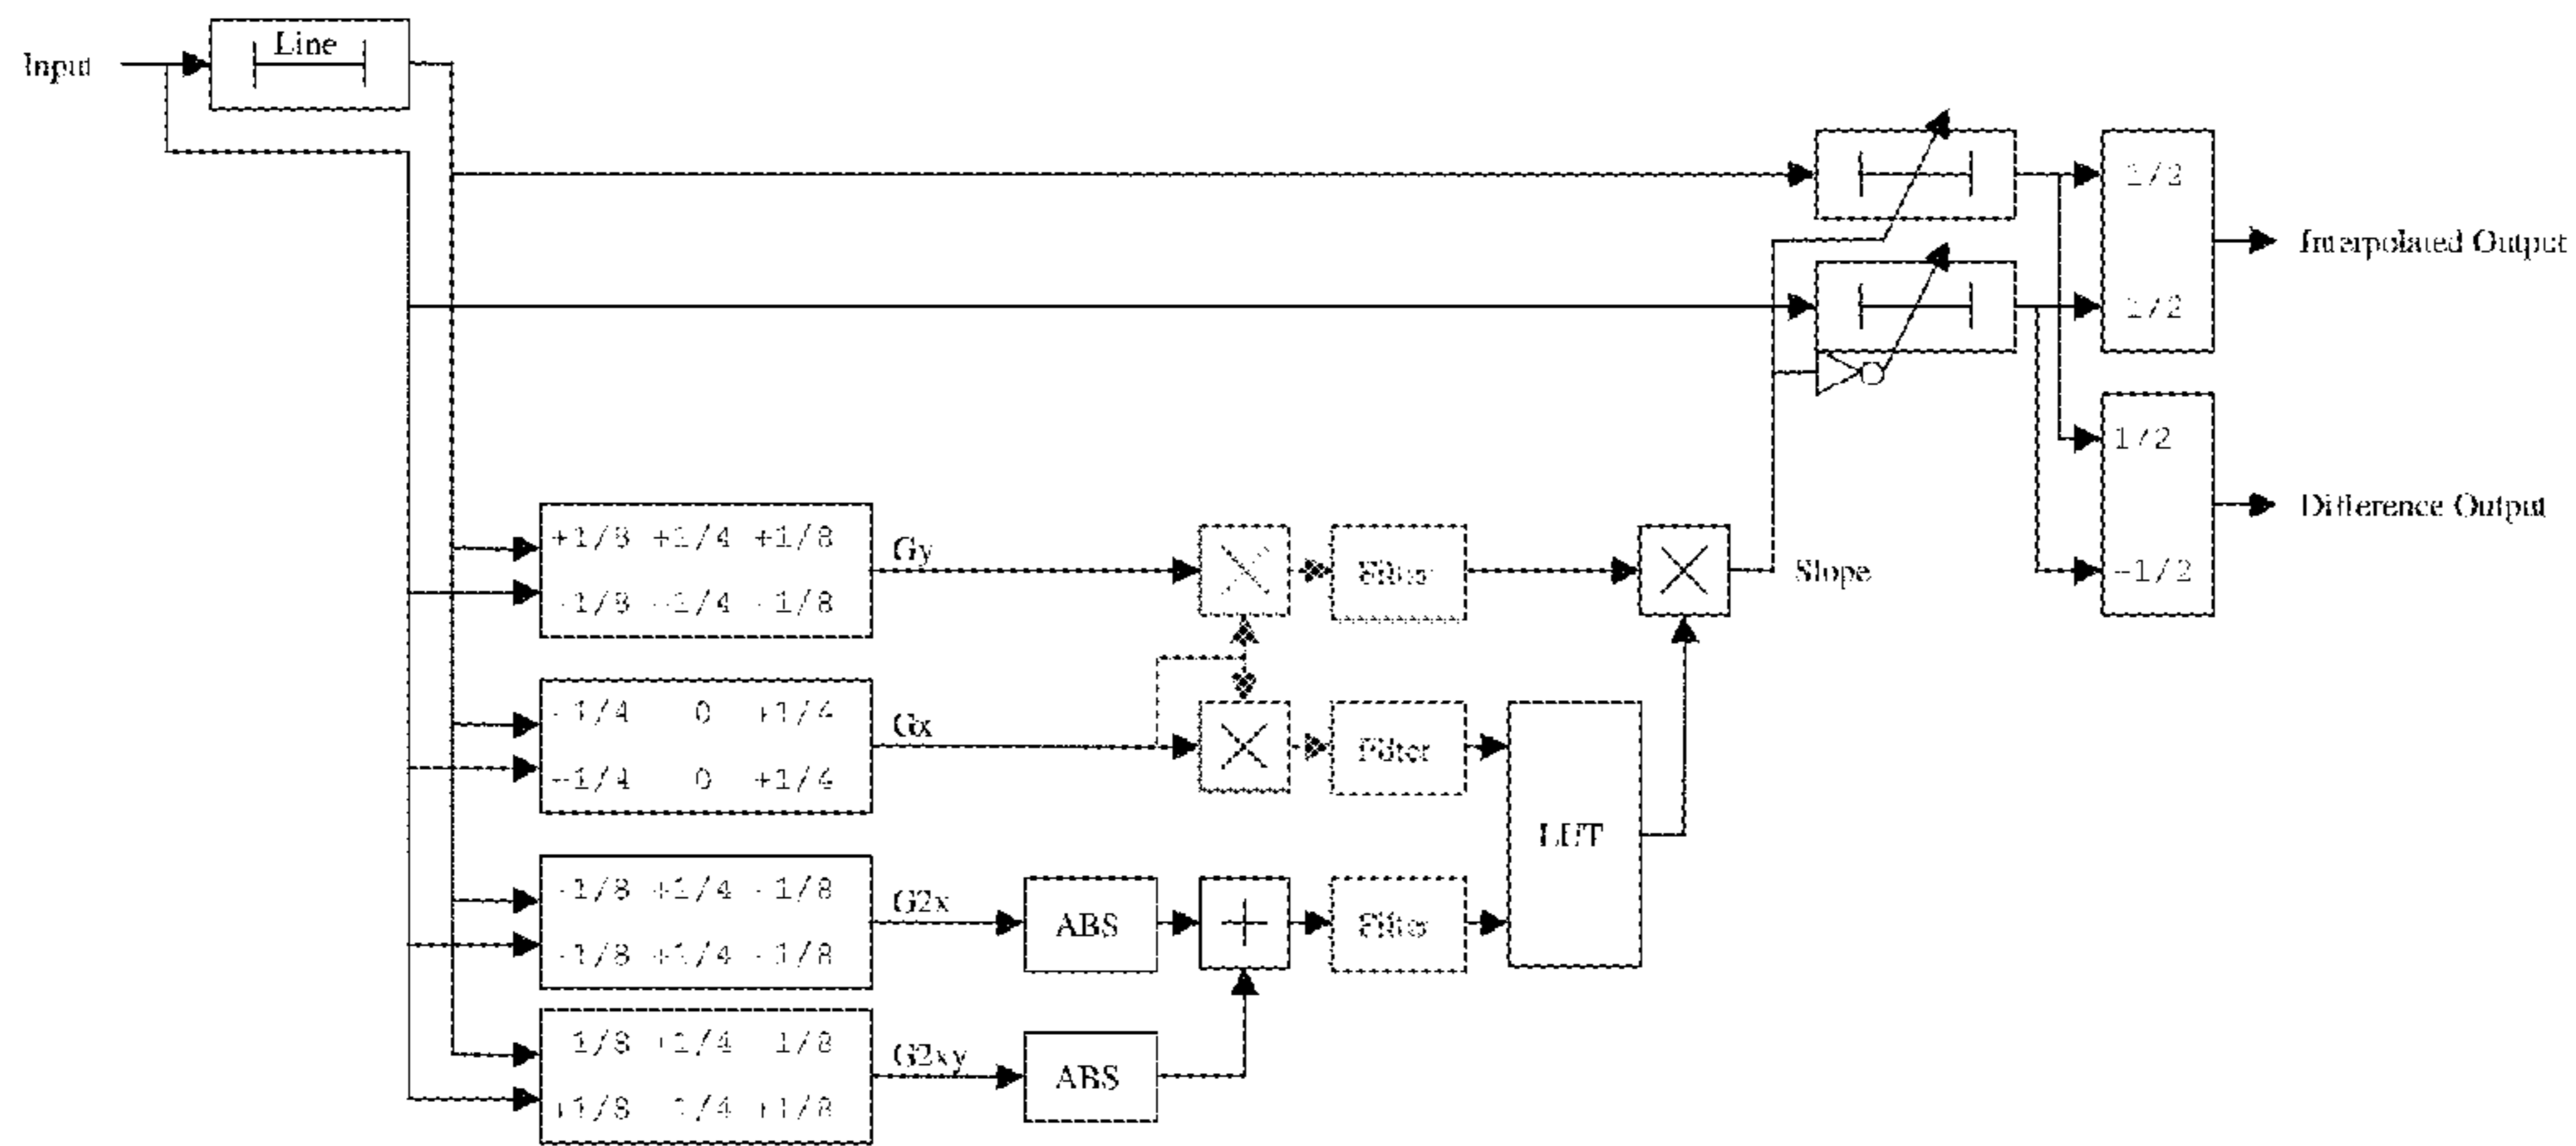 Line
Input
1/2
Interpolated Output
1/2
1/2
+1/8 +1/4 +1/8
Gy
Filter
Slope
Difference Output
-1/8 -1/4 -1/8
-1/2
-1/4 0 +1/4
Gx
Filter
-1/4 0 +1/4
LUT
-1/8 +1/4 -1/8
G2x
ABS
Filter
-1/8 +1/4 -1/8
-1/8 +1/4 -1/8
G2xy
ABS
+1/8 -1/4 +1/8